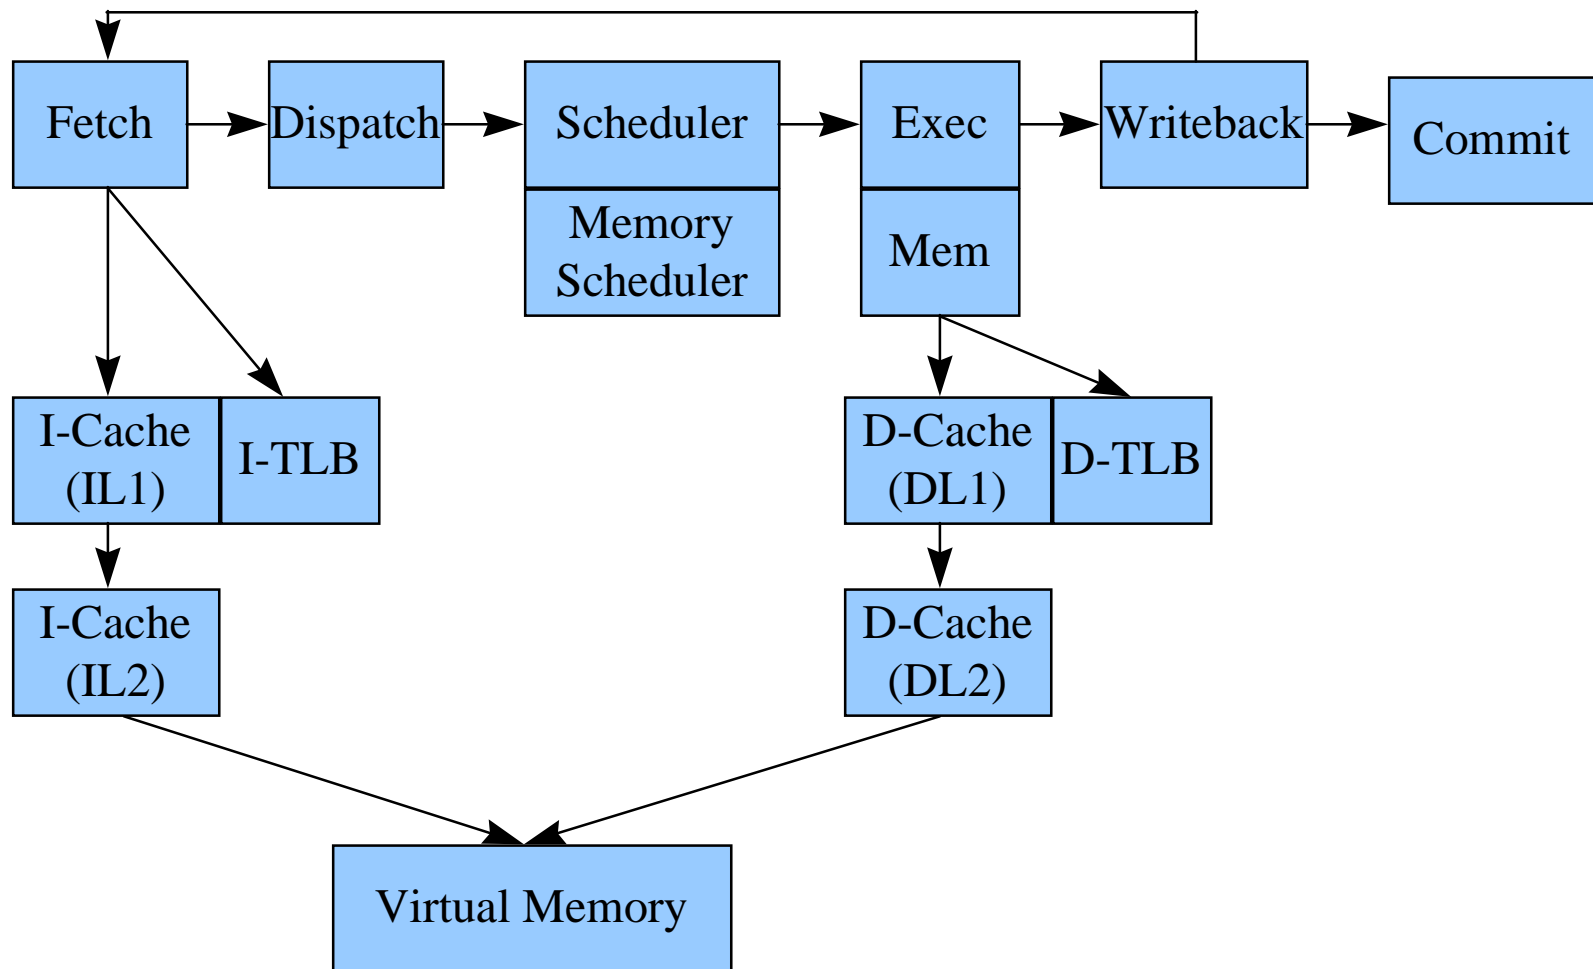 Fetch
Dispatch
Scheduler
Exec
Writeback
Commit
Memory
Scheduler
Mem
I-Cache
(IL1)
I-TLB
D-Cache
(DL1)
D-TLB
I-Cache
(IL2)
D-Cache
(DL2)
Virtual Memory